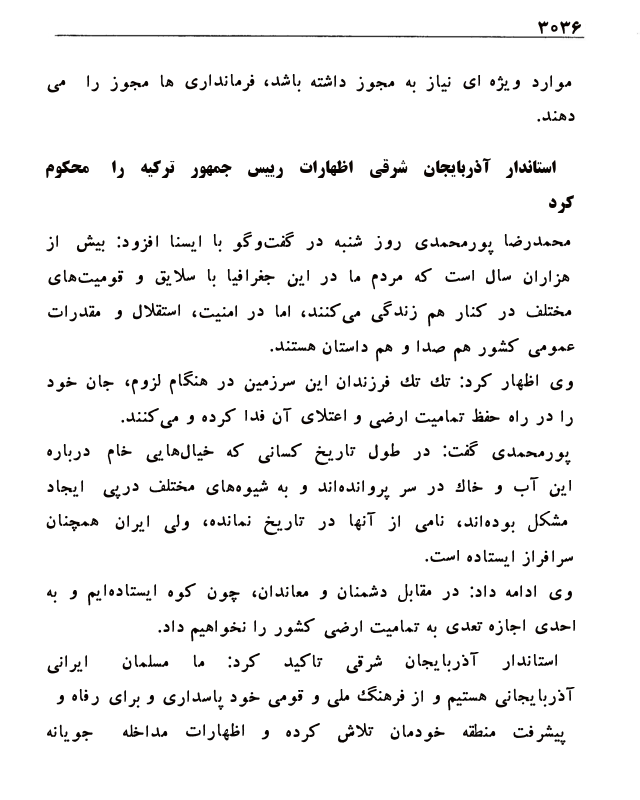 ۳۰۳۶
موارد ویژه ای نیاز به مجوز داشته باشد، فرمانداری ها مجوز را می
دهند.
استاندار آذربایجان شرقی اظهارات رییس جمهور ترکیه را محکوم
کرد
محمدرضا پورمحمدی روز شنبه در گفت‌وگو با ایسنا افزود: بیش از
هزاران سال است که مردم ما در این جغرافیا با سلایق و قومیت‌های
مختلف در کنار هم زندگی می‌کنند، اما در امنیت، استقلال و مقدرات
عمومی کشور هم صدا و هم داستان هستند.
وی اظهار کرد: تك تك فرزندان این سرزمین در هنگام لزوم، جان خود
را در راه حفظ تمامیت ارضی و اعتلای آن فدا کرده و می‌کنند.
پورمحمدی گفت: در طول تاریخ کسانی که خیال‌هایی خام درباره
این آب و خاك در سر پروانده‌اند و به شیوه‌های مختلف درپی ایجاد
مشکل بوده‌اند، نامی از آنها در تاریخ نمانده، ولی ایران همچنان
سرافراز ایستاده است.
وی ادامه داد: در مقابل دشمنان و معاندان، چون کوه ایستاده‌ایم و به
احدی اجازه تعدی به تمامیت ارضی کشور را نخواهیم داد.
استاندار آذربایجان شرقی تاکید کرد: ما مسلمان ایرانی
آذربایجانی هستیم و از فرهنگ ملی و قومی خود پاسداری و برای رفاه و
پیشرفت منطقه خودمان تلاش کرده و اظهارات مداخله جویانه